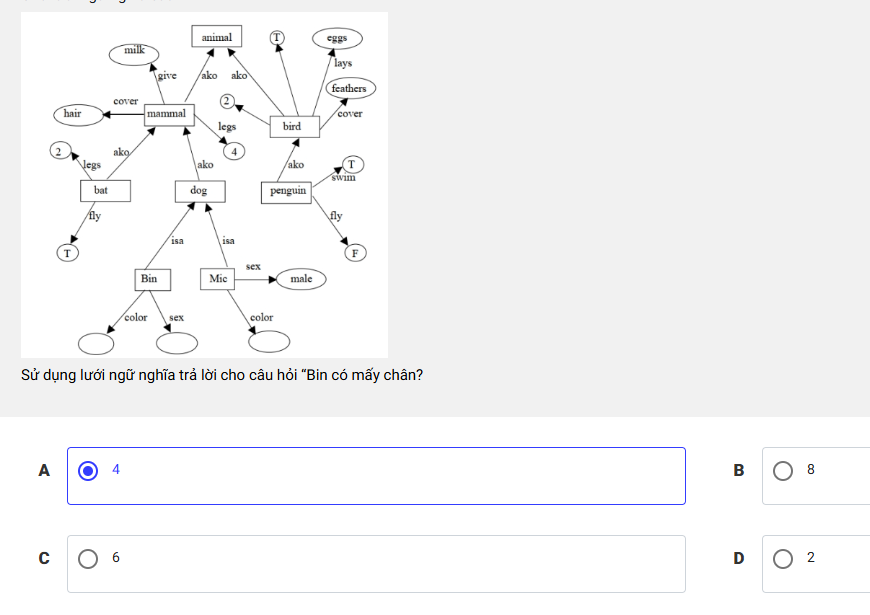 animal
T
eggs
milk
lays
give
ako
ako
feathers
cover
2
cover
hair
mammal
legs
bird
2
ako
4
legs
ako
ako
T
swim
bat
dog
penguin
fly
fly
T
isa
isa
F
sex
Bin
Mic
male
color
sex
color
Sử dụng lưới ngữ nghĩa trả lời cho câu hỏi “Bin có mấy chân?
A
4
B
8
C
6
D
2